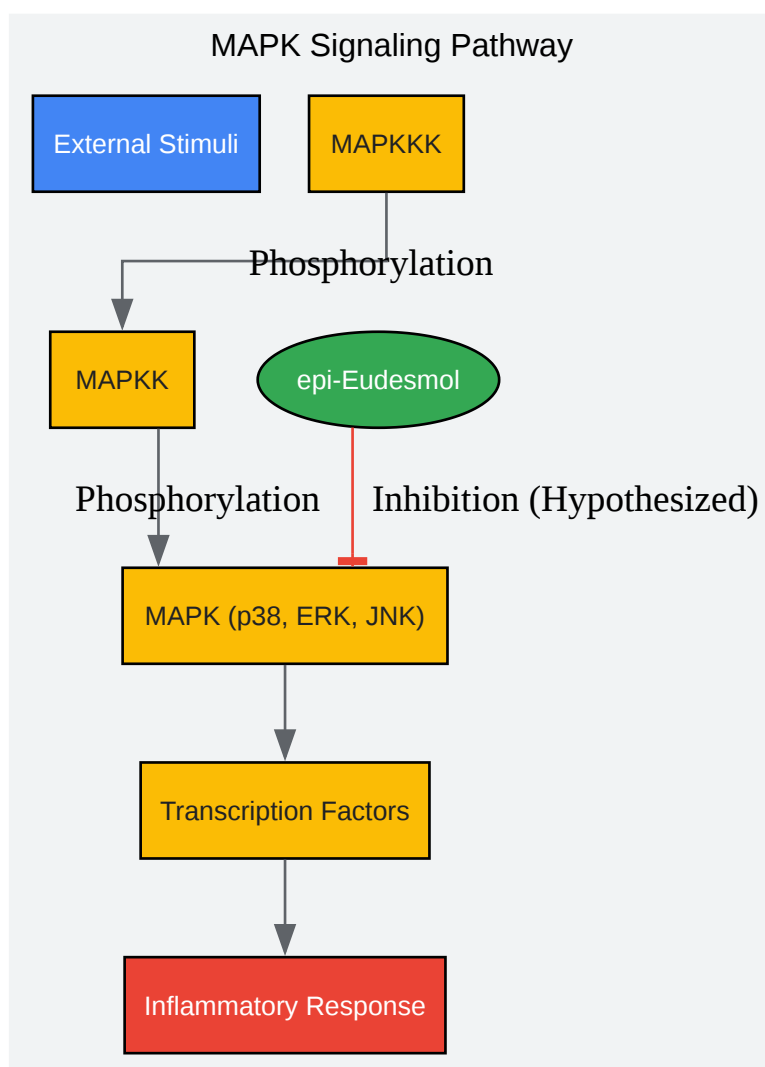 MAPK Signaling Pathway
External Stimuli
MAPKKK
Phosphorylation
MAPKK
epi-Eudesmol
Phosphorylation
Inhibition (Hypothesized)
MAPK (p38, ERK, JNK)
Transcription Factors
Inflammatory Response